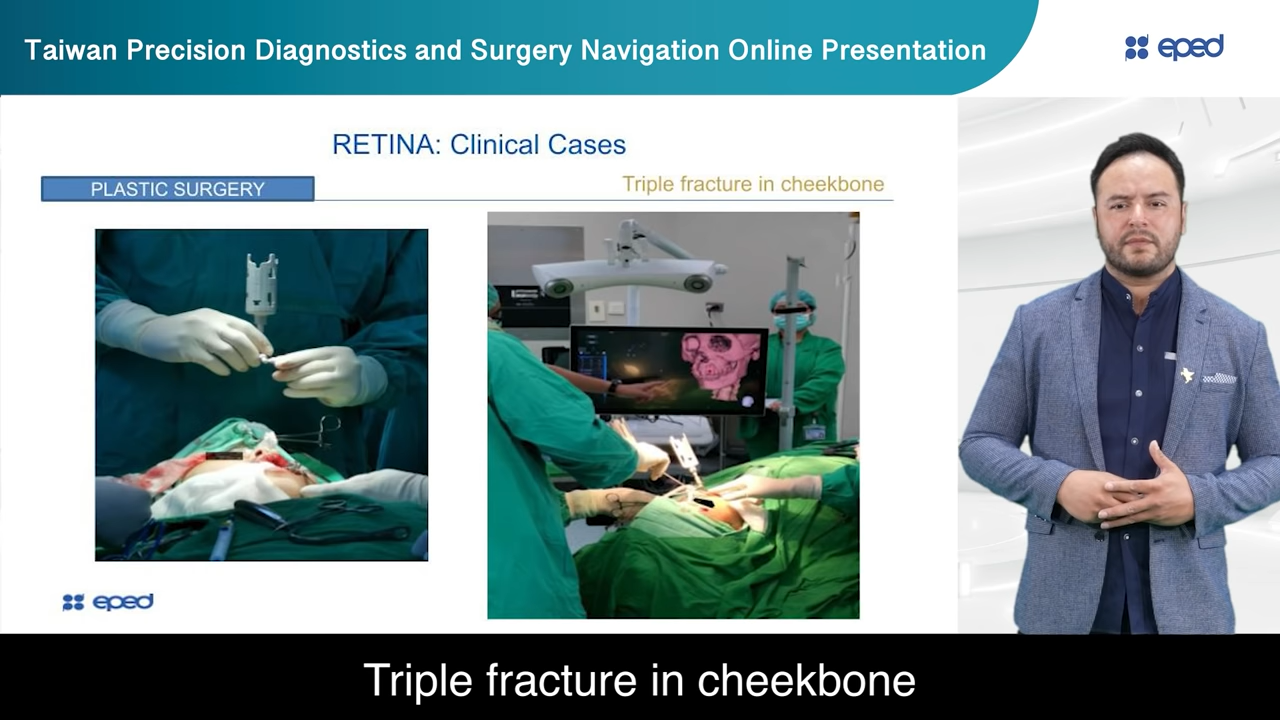 Taiwan Precision Diagnostics and Surgery Navigation Online Presentation
eped
RETINA: Clinical Cases
PLASTIC SURGERY
Triple fracture in cheekbone
eped
Triple fracture in cheekbone